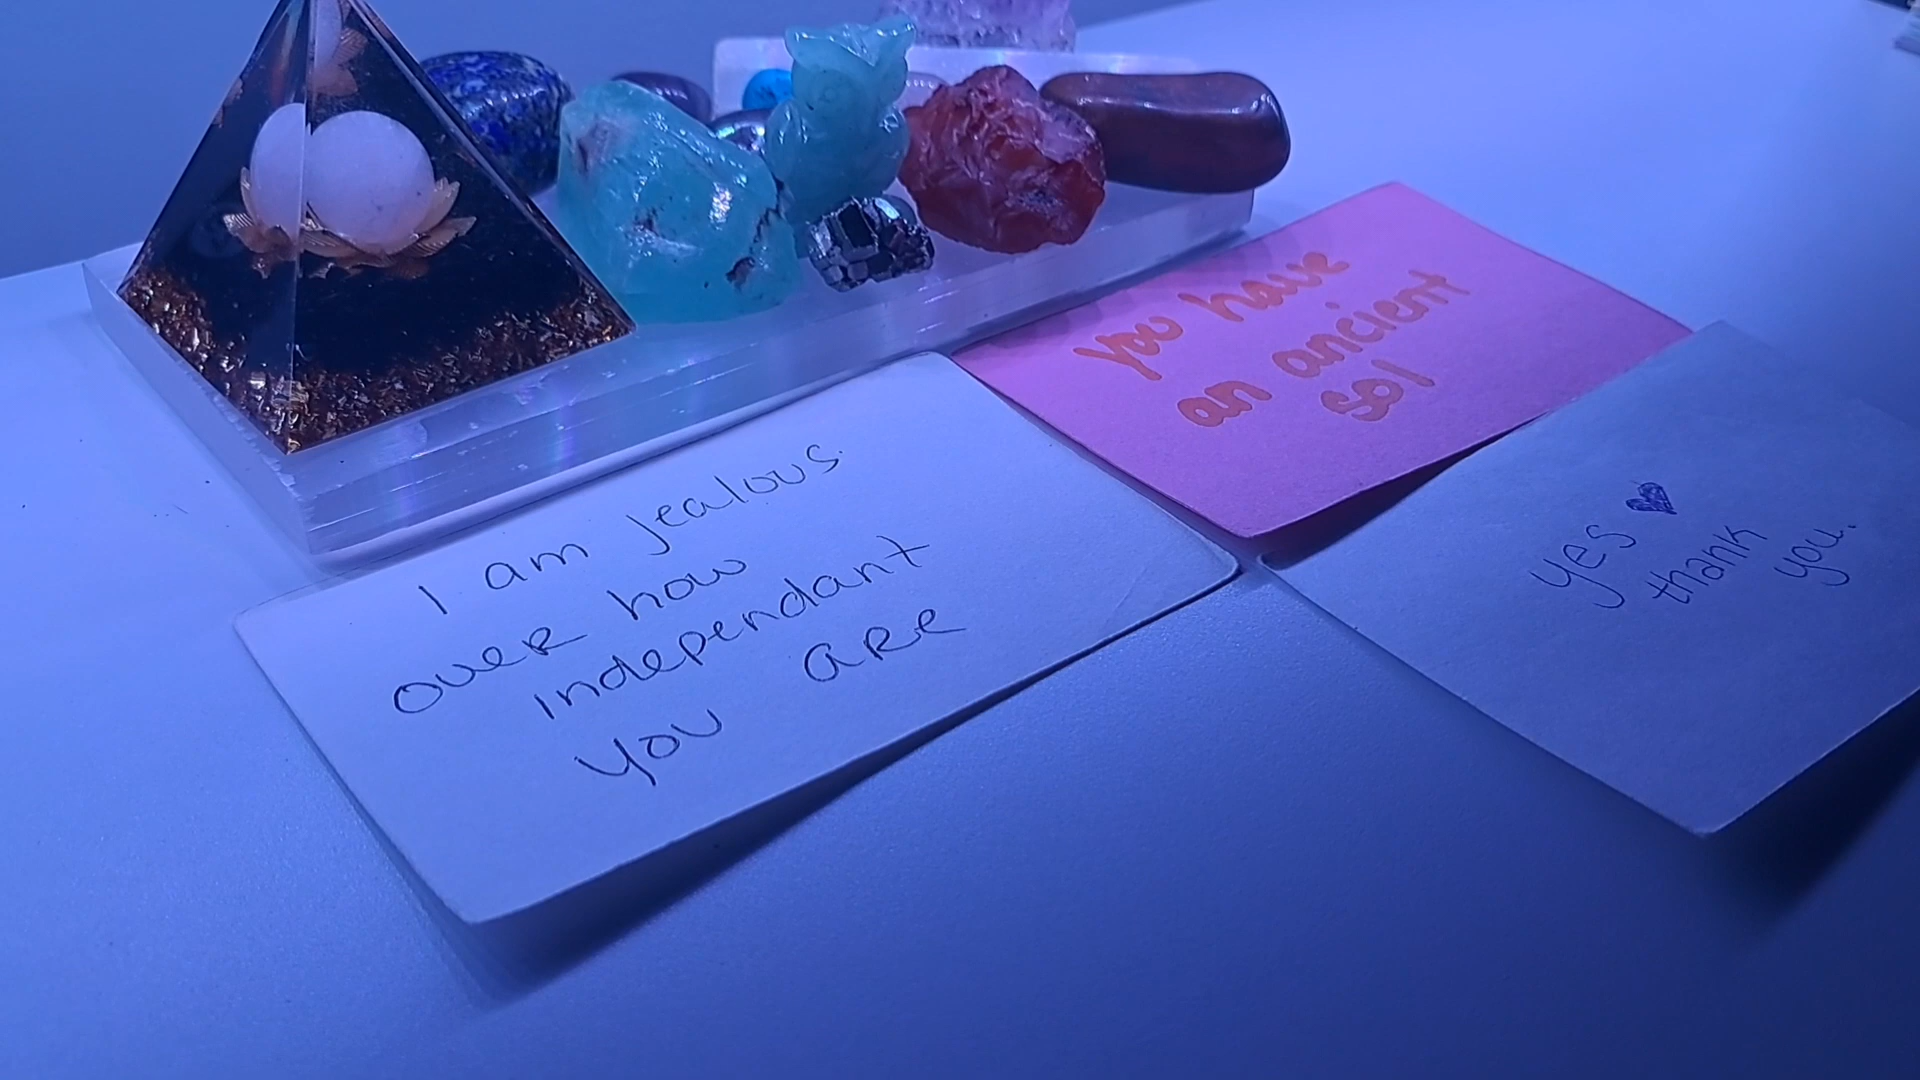 you have
an ancient
sol
I am jealous
over how
independant
you are
yes
thank
you.